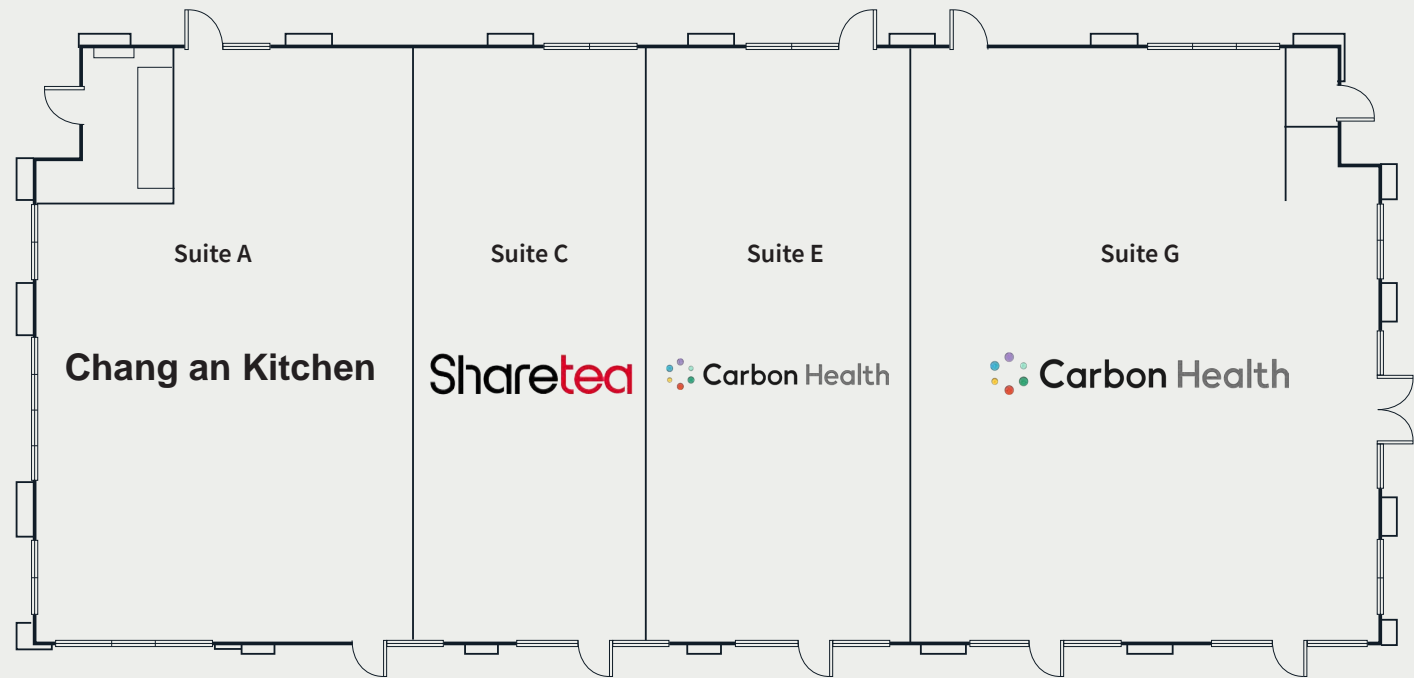 Suite A
Suite C
Suite E
Suite G
Chang an Kitchen
Sharetea
Carbon Health
Carbon Health